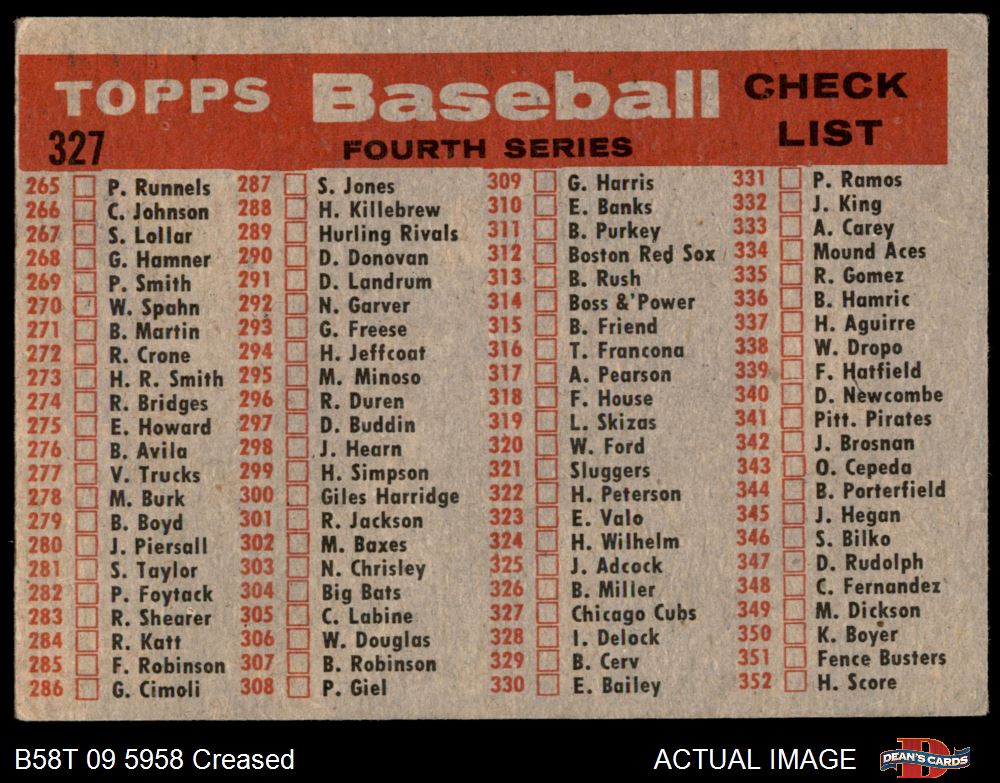 TOPPS Baseball CHECK LIST
327 FOURTH SERIES
265 P. Runnels
266 C. Johnson
267 S. Lollar
268 G. Hamner
269 P. Smith
270 W. Spahn
271 B. Martin
272 R. Crone
273 H. R. Smith
274 R. Bridges
275 E. Howard
276 B. Avila
277 V. Trucks
278 M. Burk
279 B. Boyd
280 J. Piersall
281 S. Taylor
282 P. Foytack
283 R. Shearer
284 R. Katt
285 F. Robinson
286 G. Cimoli
287 S. Jones
288 H. Killebrew
289 Hurling Rivals
290 D. Donovan
291 D. Landrum
292 N. Garver
293 G. Freese
294 H. Jeffcoat
295 M. Minoso
296 R. Duren
297 D. Buddin
298 J. Hearn
299 H. Simpson
300 Giles Harridge
301 R. Jackson
302 M. Baxes
303 N. Chrisley
304 Big Bats
305 C. Labine
306 W. Douglas
307 B. Robinson
308 P. Giel
309 G. Harris
310 E. Banks
311 B. Purkey
312 Boston Red Sox
313 B. Rush
314 Boss &'Power
315 B. Friend
316 T. Francona
317 A. Pearson
318 F. House
319 L. Skizas
320 W. Ford
321 Sluggers
322 H. Peterson
323 E. Valo
324 H. Wilhelm
325 J. Adcock
326 B. Miller
327 Chicago Cubs
328 I. Delock
329 B. Cerv
330 E. Bailey
331 P. Ramos
332 J. King
333 A. Carey
334 Mound Aces
335 R. Gomez
336 B. Hamric
337 H. Aguirre
338 W. Dropo
339 F. Hatfield
340 D. Newcombe
341 Pitt. Pirates
342 J. Brosnan
343 O. Cepeda
344 B. Porterfield
345 J. Hegan
346 S. Bilko
347 D. Rudolph
348 C. Fernandez
349 M. Dickson
350 K. Boyer
351 Fence Busters
352 H. Score
B58T 09 5958 Creased
ACTUAL IMAGE
D
DEAN'S CARDS